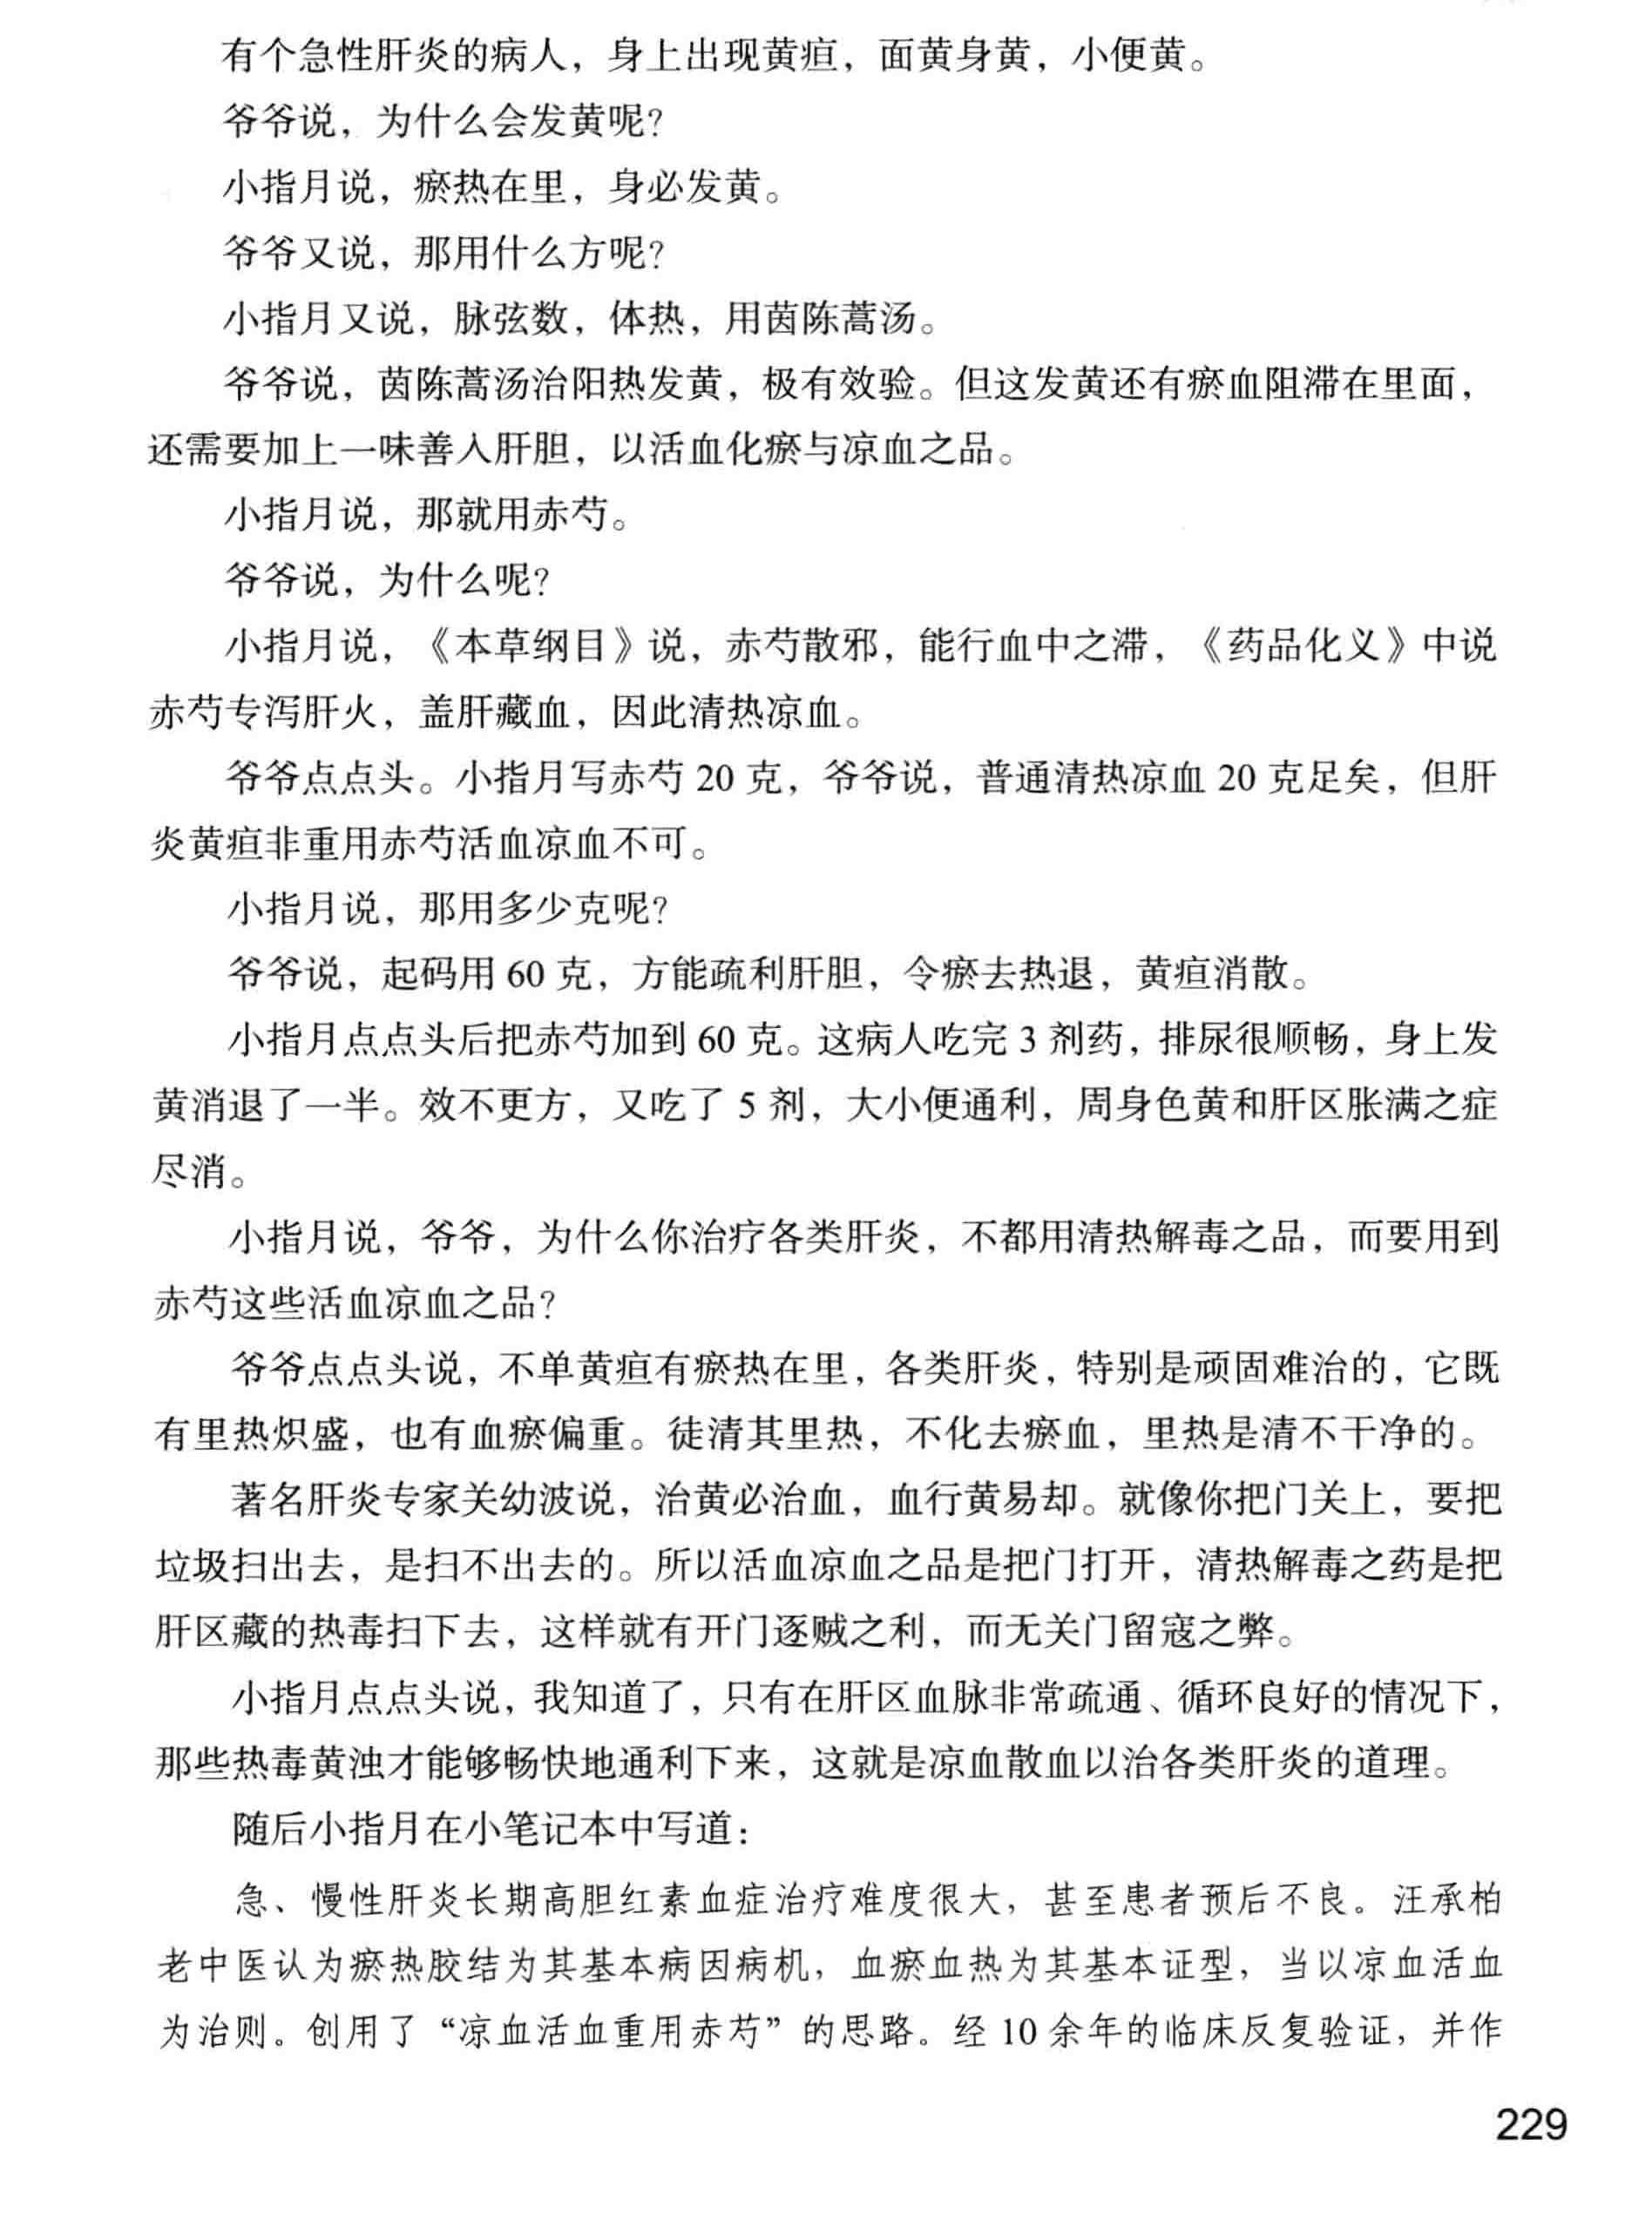 有个急性肝炎的病人，身上出现黄疸，面黄身黄，小便黄。
爷爷说，为什么会发黄呢？
小指月说，瘀热在里，身必发黄。
爷爷又说，那用什么方呢？
小指月又说，脉弦数，体热，用茵陈蒿汤。
爷爷说，茵陈蒿汤治阳热发黄，极有效验。但这发黄还有瘀血阻滞在里面，
还需要加上一味善入肝胆，以活血化瘀与凉血之品。
小指月说，那就用赤芍。
爷爷说，为什么呢？
小指月说，《本草纲目》说，赤芍散邪，能行血中之滞，《药品化义》中说
赤芍专泻肝火，盖肝藏血，因此清热凉血。
爷爷点点头。小指月写赤芍 20 克，爷爷说，普通清热凉血 20 克足矣，但肝
炎黄疸非重用赤芍活血凉血不可。
小指月说，那用多少克呢？
爷爷说，起码用 60 克，方能疏利肝胆，令瘀去热退，黄疸消散。
小指月点点头后把赤芍加到 60 克。这病人吃完 3 剂药，排尿很顺畅，身上发
黄消退了一半。效不更方，又吃了 5 剂，大小便通利，周身色黄和肝区胀满之症
尽消。
小指月说，爷爷，为什么你治疗各类肝炎，不都用清热解毒之品，而要用到
赤芍这些活血凉血之品？
爷爷点点头说，不单黄疸有瘀热在里，各类肝炎，特别是顽固难治的，它既
有里热炽盛，也有血瘀偏重。徒清其里热，不化去瘀血，里热是清不干净的。
著名肝炎专家关幼波说，治黄必治血，血行黄易却。就像你把门关上，要把
垃圾扫出去，是扫不出去的。所以活血凉血之品是把门打开，清热解毒之药是把
肝区藏的热毒扫下去，这样就有开门逐贼之利，而无关门留寇之弊。
小指月点点头说，我知道了，只有在肝区血脉非常疏通、循环良好的情况下，
那些热毒黄浊才能够畅快地通利下来，这就是凉血散血以治各类肝炎的道理。
随后小指月在小笔记本中写道：
急、慢性肝炎长期高胆红素血症治疗难度很大，甚至患者预后不良。汪承柏
老中医认为瘀热胶结为其基本病因病机，血瘀血热为其基本证型，当以凉血活血
为治则。创用了“凉血活血重用赤芍”的思路。经 10 余年的临床反复验证，并作
229